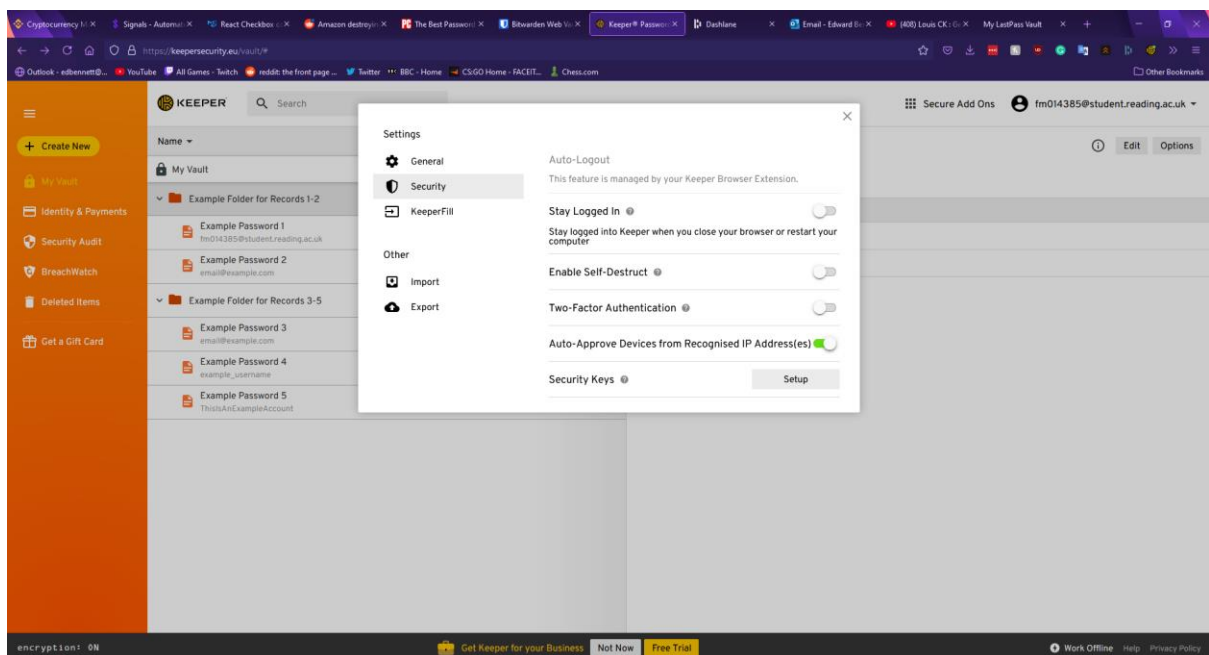 Cryptocurrency
Signals - Automat
React Checkbox
Amazon destroyin
The Best Password
Bitwarden Web Va
Keeper® Passwor
Dashlane
Email - Edward Be
(408) Louis CK
My LastPass Vault
https://keepersecurity.eu/vault/#
Outlook - edbennett@...
YouTube
All Games - Twitch
reddit: the front page ...
Twitter
BBC - Home
CS:GO Home - FACEIT...
Chess.com
Other Bookmarks
KEEPER
Search
Secure Add Ons
fm014385@student.reading.ac.uk
Create New
My Vault
Identity & Payments
Security Audit
BreachWatch
Deleted Items
Get a Gift Card
Name
My Vault
Example Folder for Records 1-2
Example Password 1
fm014385@student.reading.ac.uk
Example Password 2
email@example.com
Example Folder for Records 3-5
Example Password 3
email@example.com
Example Password 4
example_username
Example Password 5
ThisIsAnExampleAccount
Edit
Options
Settings
General
Security
KeeperFill
Other
Import
Export
Auto-Logout
This feature is managed by your Keeper Browser Extension.
Stay Logged In
Stay logged into Keeper when you close your browser or restart your
computer
Enable Self-Destruct
Two-Factor Authentication
Auto-Approve Devices from Recognised IP Address(es)
Security Keys
Setup
encryption: ON
Get Keeper for your Business
Not Now
Free Trial
Work Offline
Help
Privacy Policy